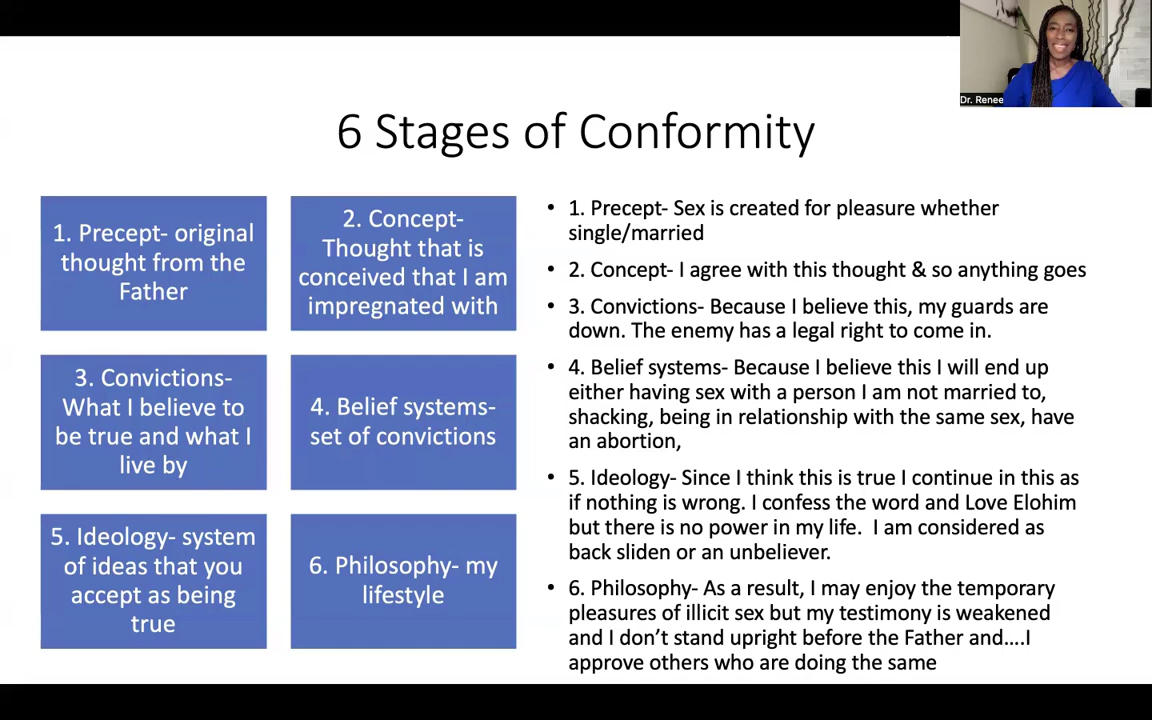 Dr. Renee
6 Stages of Conformity
1. Precept- original
thought from the
Father
2. Concept-
Thought that is
conceived that I am
impregnated with
3. Convictions-
What I believe to
be true and what I
live by
4. Belief systems-
set of convictions
5. Ideology- system
of ideas that you
accept as being
true
6. Philosophy- my
lifestyle
• 1. Precept- Sex is created for pleasure whether
single/married
• 2. Concept- I agree with this thought & so anything goes
• 3. Convictions- Because I believe this, my guards are
down. The enemy has a legal right to come in.
• 4. Belief systems- Because I believe this I will end up
either having sex with a person I am not married to,
shacking, being in relationship with the same sex, have
an abortion,
• 5. Ideology- Since I think this is true I continue in this as
if nothing is wrong. I confess the word and Love Elohim
but there is no power in my life.  I am considered as
back sliden or an unbeliever.
• 6. Philosophy- As a result, I may enjoy the temporary
pleasures of illicit sex but my testimony is weakened
and I don’t stand upright before the Father and….I
approve others who are doing the same